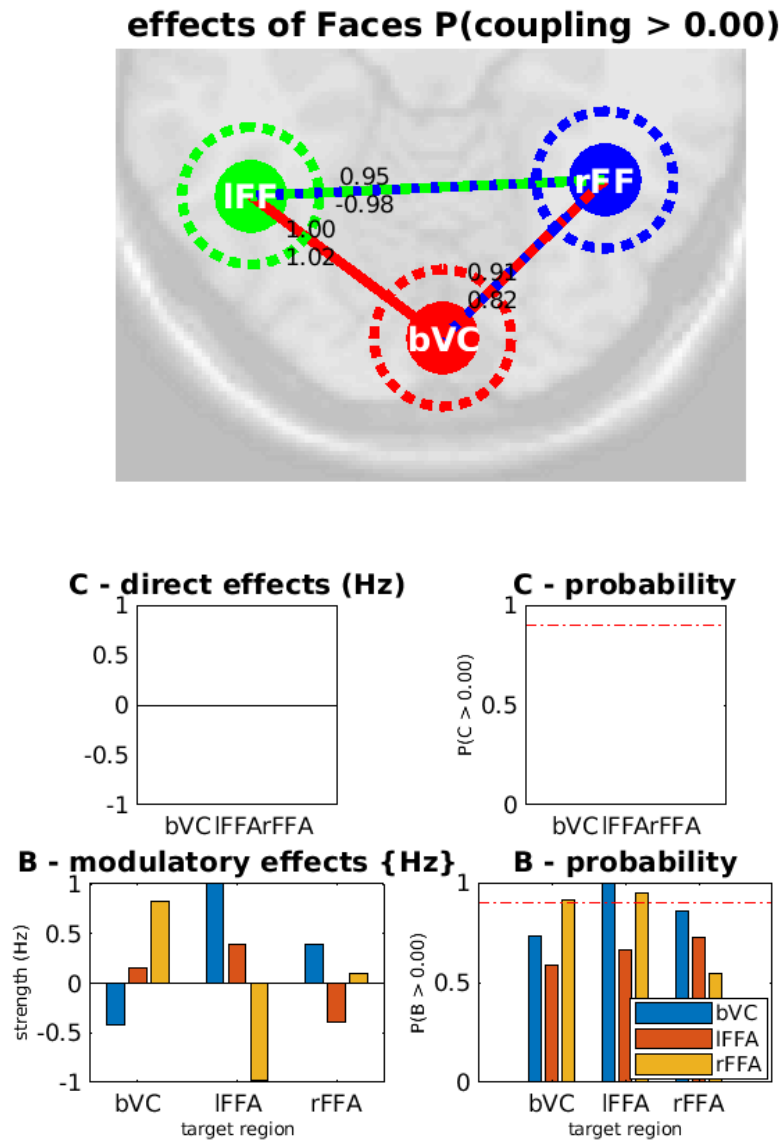 effects of Faces P(coupling > 0.00)
lFF
rFF
0.95
-0.98
1.00
1.02
0.91
0.82
bVC
C - direct effects (Hz)
1
0.5
0
-0.5
-1
bVC lFFA rFFA
C - probability
P(C > 0.00)
1
0.5
0
bVC lFFA rFFA
B - modulatory effects {Hz}
strength (Hz)
1
0.5
0
-0.5
-1
bVC lFFA rFFA
target region
B - probability
P(B > 0.00)
1
0.5
0
bVC
lFFA
rFFA
bVC lFFA rFFA
target region